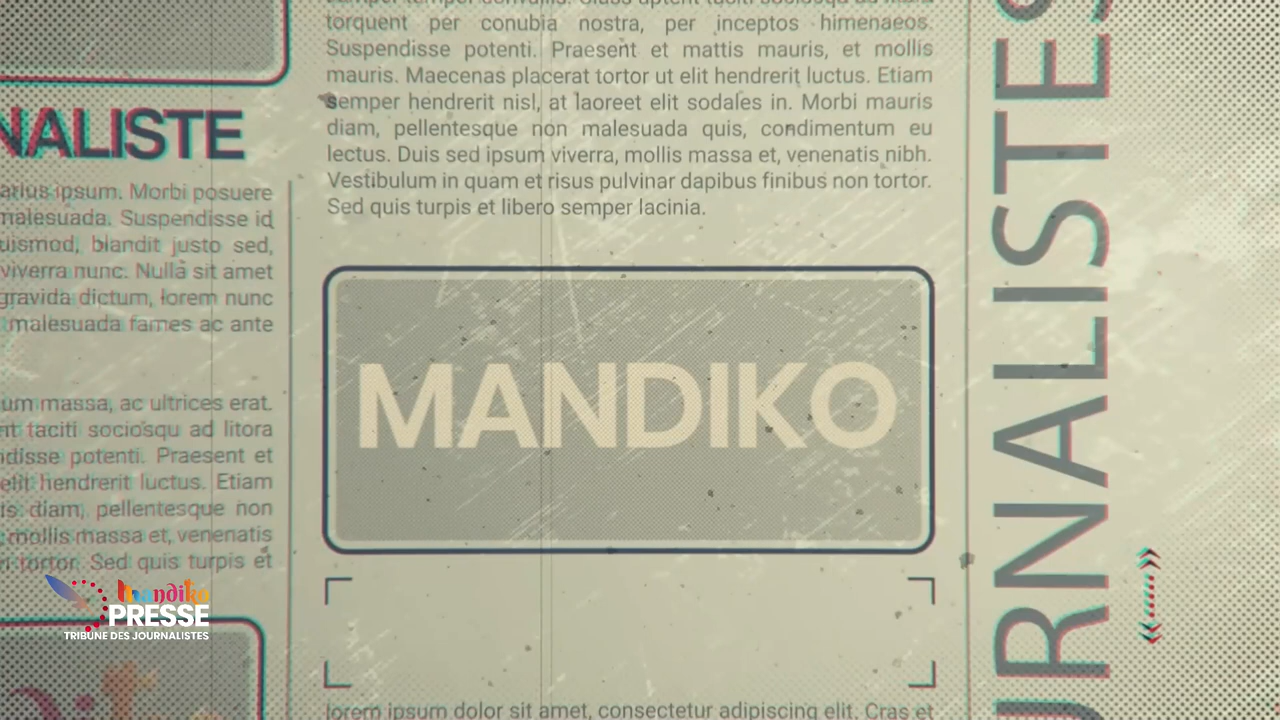 NALISTE
arius ipsum. Morbi posuere
malesuada. Suspendisse id
uismod, blandit justo sed,
viverra nunc. Nulla sit amet
gravida dictum, lorem nunc
malesuada fames ac ante
um massa, ac ultrices erat.
nt taciti sociosqu ad litora
ndisse potenti. Praesent et
elit hendrerit luctus. Etiam
is diam, pellentesque non
mollis massa et, venenatis
tortor. Sed quis turpis et
mandiko
PRESSE
TRIBUNE DES JOURNALISTES
torquent per conubia nostra, per inceptos himenaeos.
Suspendisse potenti. Praesent et mattis mauris, et mollis
mauris. Maecenas placerat tortor ut elit hendrerit luctus. Etiam
semper hendrerit nisl, at laoreet elit sodales in. Morbi mauris
diam, pellentesque non malesuada quis, condimentum eu
lectus. Duis sed ipsum viverra, mollis massa et, venenatis nibh.
Vestibulum in quam et risus pulvinar dapibus finibus non tortor.
Sed quis turpis et libero semper lacinia.
MANDIKO
lorem ipsum dolor sit amet, consectetur adipiscing elit. Cras et
URNALISTES